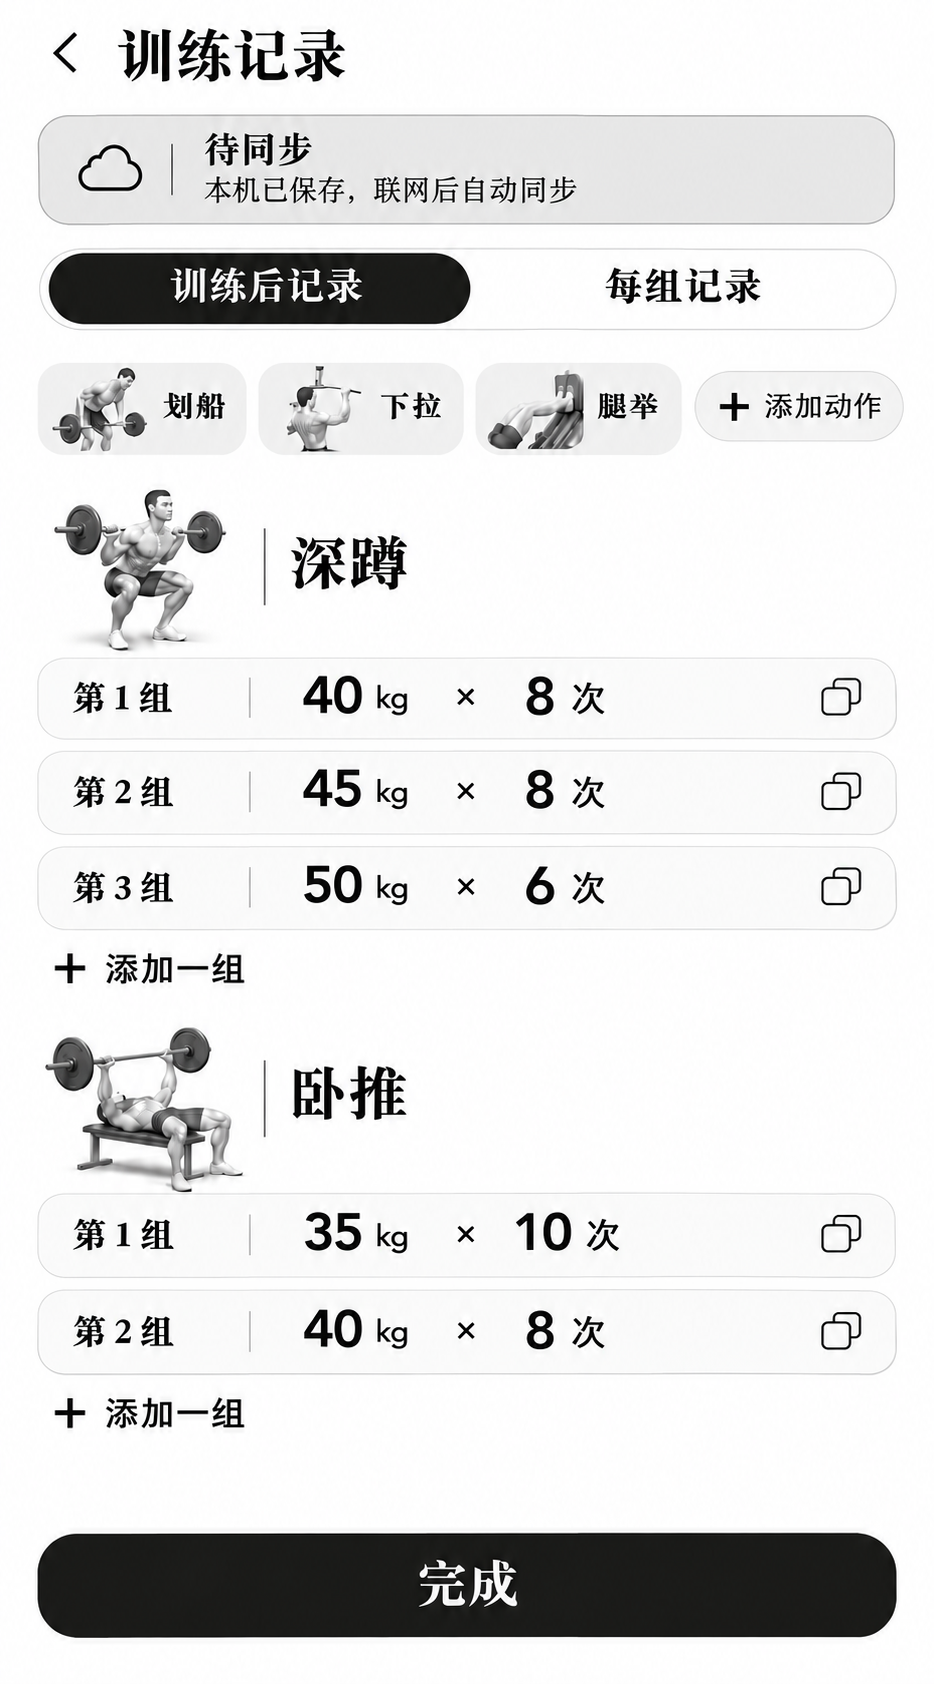 训练记录
待同步
本机已保存，联网后自动同步
训练后记录 每组记录
划船 下拉 腿举 + 添加动作
深蹲
第 1 组 40 kg × 8 次
第 2 组 45 kg × 8 次
第 3 组 50 kg × 6 次
+ 添加一组
卧推
第 1 组 35 kg × 10 次
第 2 组 40 kg × 8 次
+ 添加一组
完成